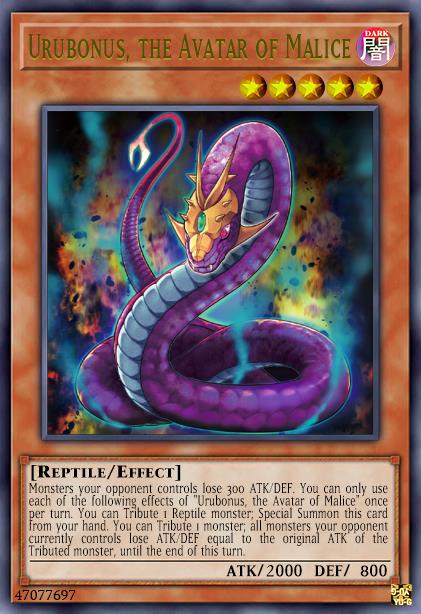 Urubonus, the Avatar of Malice
DARK
闇
[Reptile/Effect]
Monsters your opponent controls lose 300 ATK/DEF. You can only use
each of the following effects of "Urubonus, the Avatar of Malice" once
per turn. You can Tribute 1 Reptile monster; Special Summon this card
from your hand. You can Tribute 1 monster; all monsters your opponent
currently controls lose ATK/DEF equal to the original ATK of the
Tributed monster, until the end of this turn.
ATK/2000 DEF/ 800
47077697